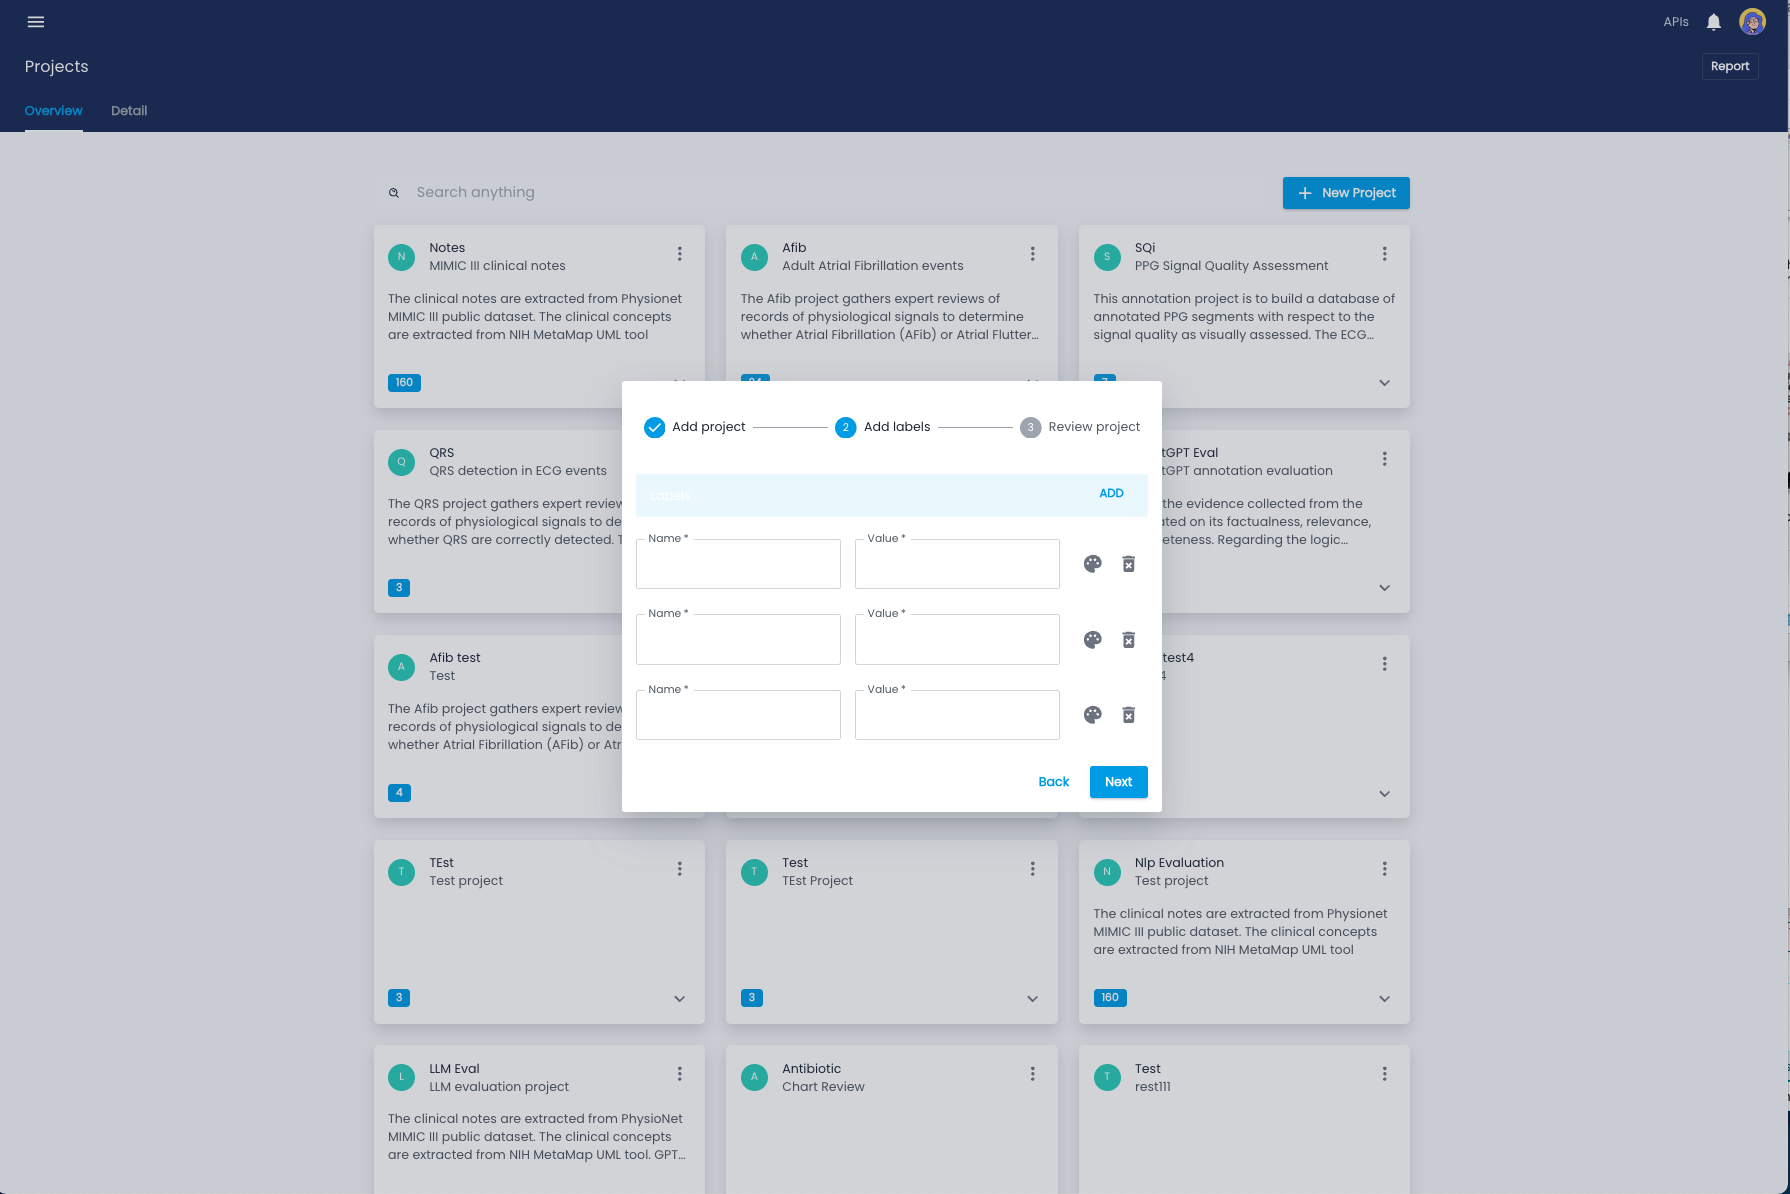 APIs
Projects
Report
Overview
Detail
Search anything
New Project
N
Notes
MIMIC III clinical notes
The clinical notes are extracted from Physionet
MIMIC III public dataset. The clinical concepts
are extracted from NIH MetaMap UML tool
160
A
Afib
Adult Atrial Fibrillation events
The Afib project gathers expert reviews of
records of physiological signals to determine
whether Atrial Fibrillation (AFib) or Atrial Flutter...
S
SQi
PPG Signal Quality Assessment
This annotation project is to build a database of
annotated PPG segments with respect to the
signal quality as visually assessed. The ECG...
Add project
2
Add labels
3
Review project
Labels
ADD
Name *
Value *
Name *
Value *
Name *
Value *
Back
Next
Q
QRS
QRS detection in ECG events
The QRS project gathers expert
records of physiological signals to
whether QRS are correctly detected.
3
tGPT Eval
tGPT annotation evaluation
the evidence collected from the
on its factualness, relevance,
eteness. Regarding the logic...
A
Afib test
Test
The Afib project gathers expert
records of physiological signals to
whether Atrial Fibrillation (AFib) or
4
test4
T
TEst
Test project
3
T
Test
TEst Project
3
N
Nlp Evaluation
Test project
The clinical notes are extracted from Physionet
MIMIC III public dataset. The clinical concepts
are extracted from NIH MetaMap UML tool
160
L
LLM Eval
LLM evaluation project
The clinical notes are extracted from PhysioNet
MIMIC III public dataset. The clinical concepts
are extracted from NIH MetaMap UML tool. GPT...
A
Antibiotic
Chart Review
T
Test
rest111